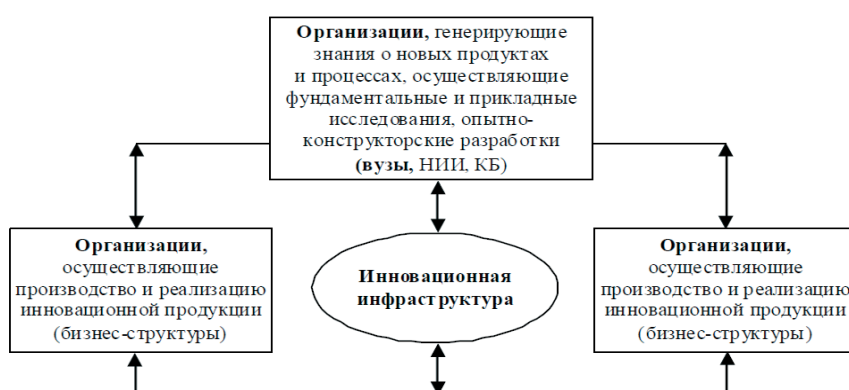 Организации, генерирующие
знания о новых продуктах
и процессах, осуществляющие
фундаментальные и прикладные
исследования, опытно-
конструкторские разработки
(вузы, НИИ, КБ)
Организации,
осуществляющие
производство и реализацию
инновационной продукции
(бизнес-структуры)
Инновационная
инфраструктура
Организации,
осуществляющие
производство и реализацию
инновационной продукции
(бизнес-структуры)